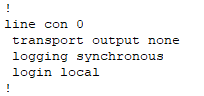 !
line con 0
 transport output none
 logging synchronous
 login local
!